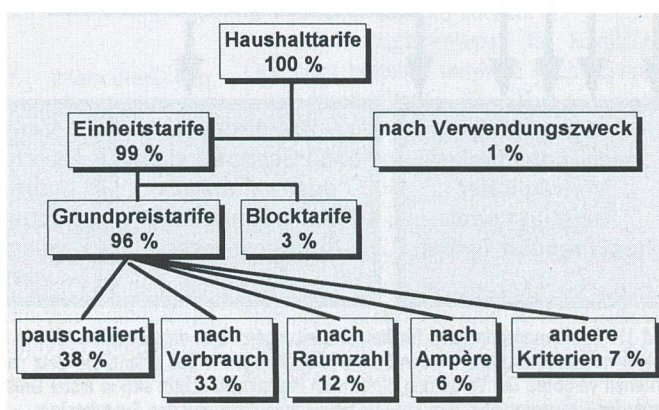 Haushalttarife
100 %
Einheitstarife
99 %
nach Verwendungszweck
1 %
Grundpreistarife
96 %
Blocktarife
3 %
pauschaliert
38 %
nach
Verbrauch
33 %
nach
Raumzahl
12 %
nach
Ampère
6 %
andere
Kriterien 7 %